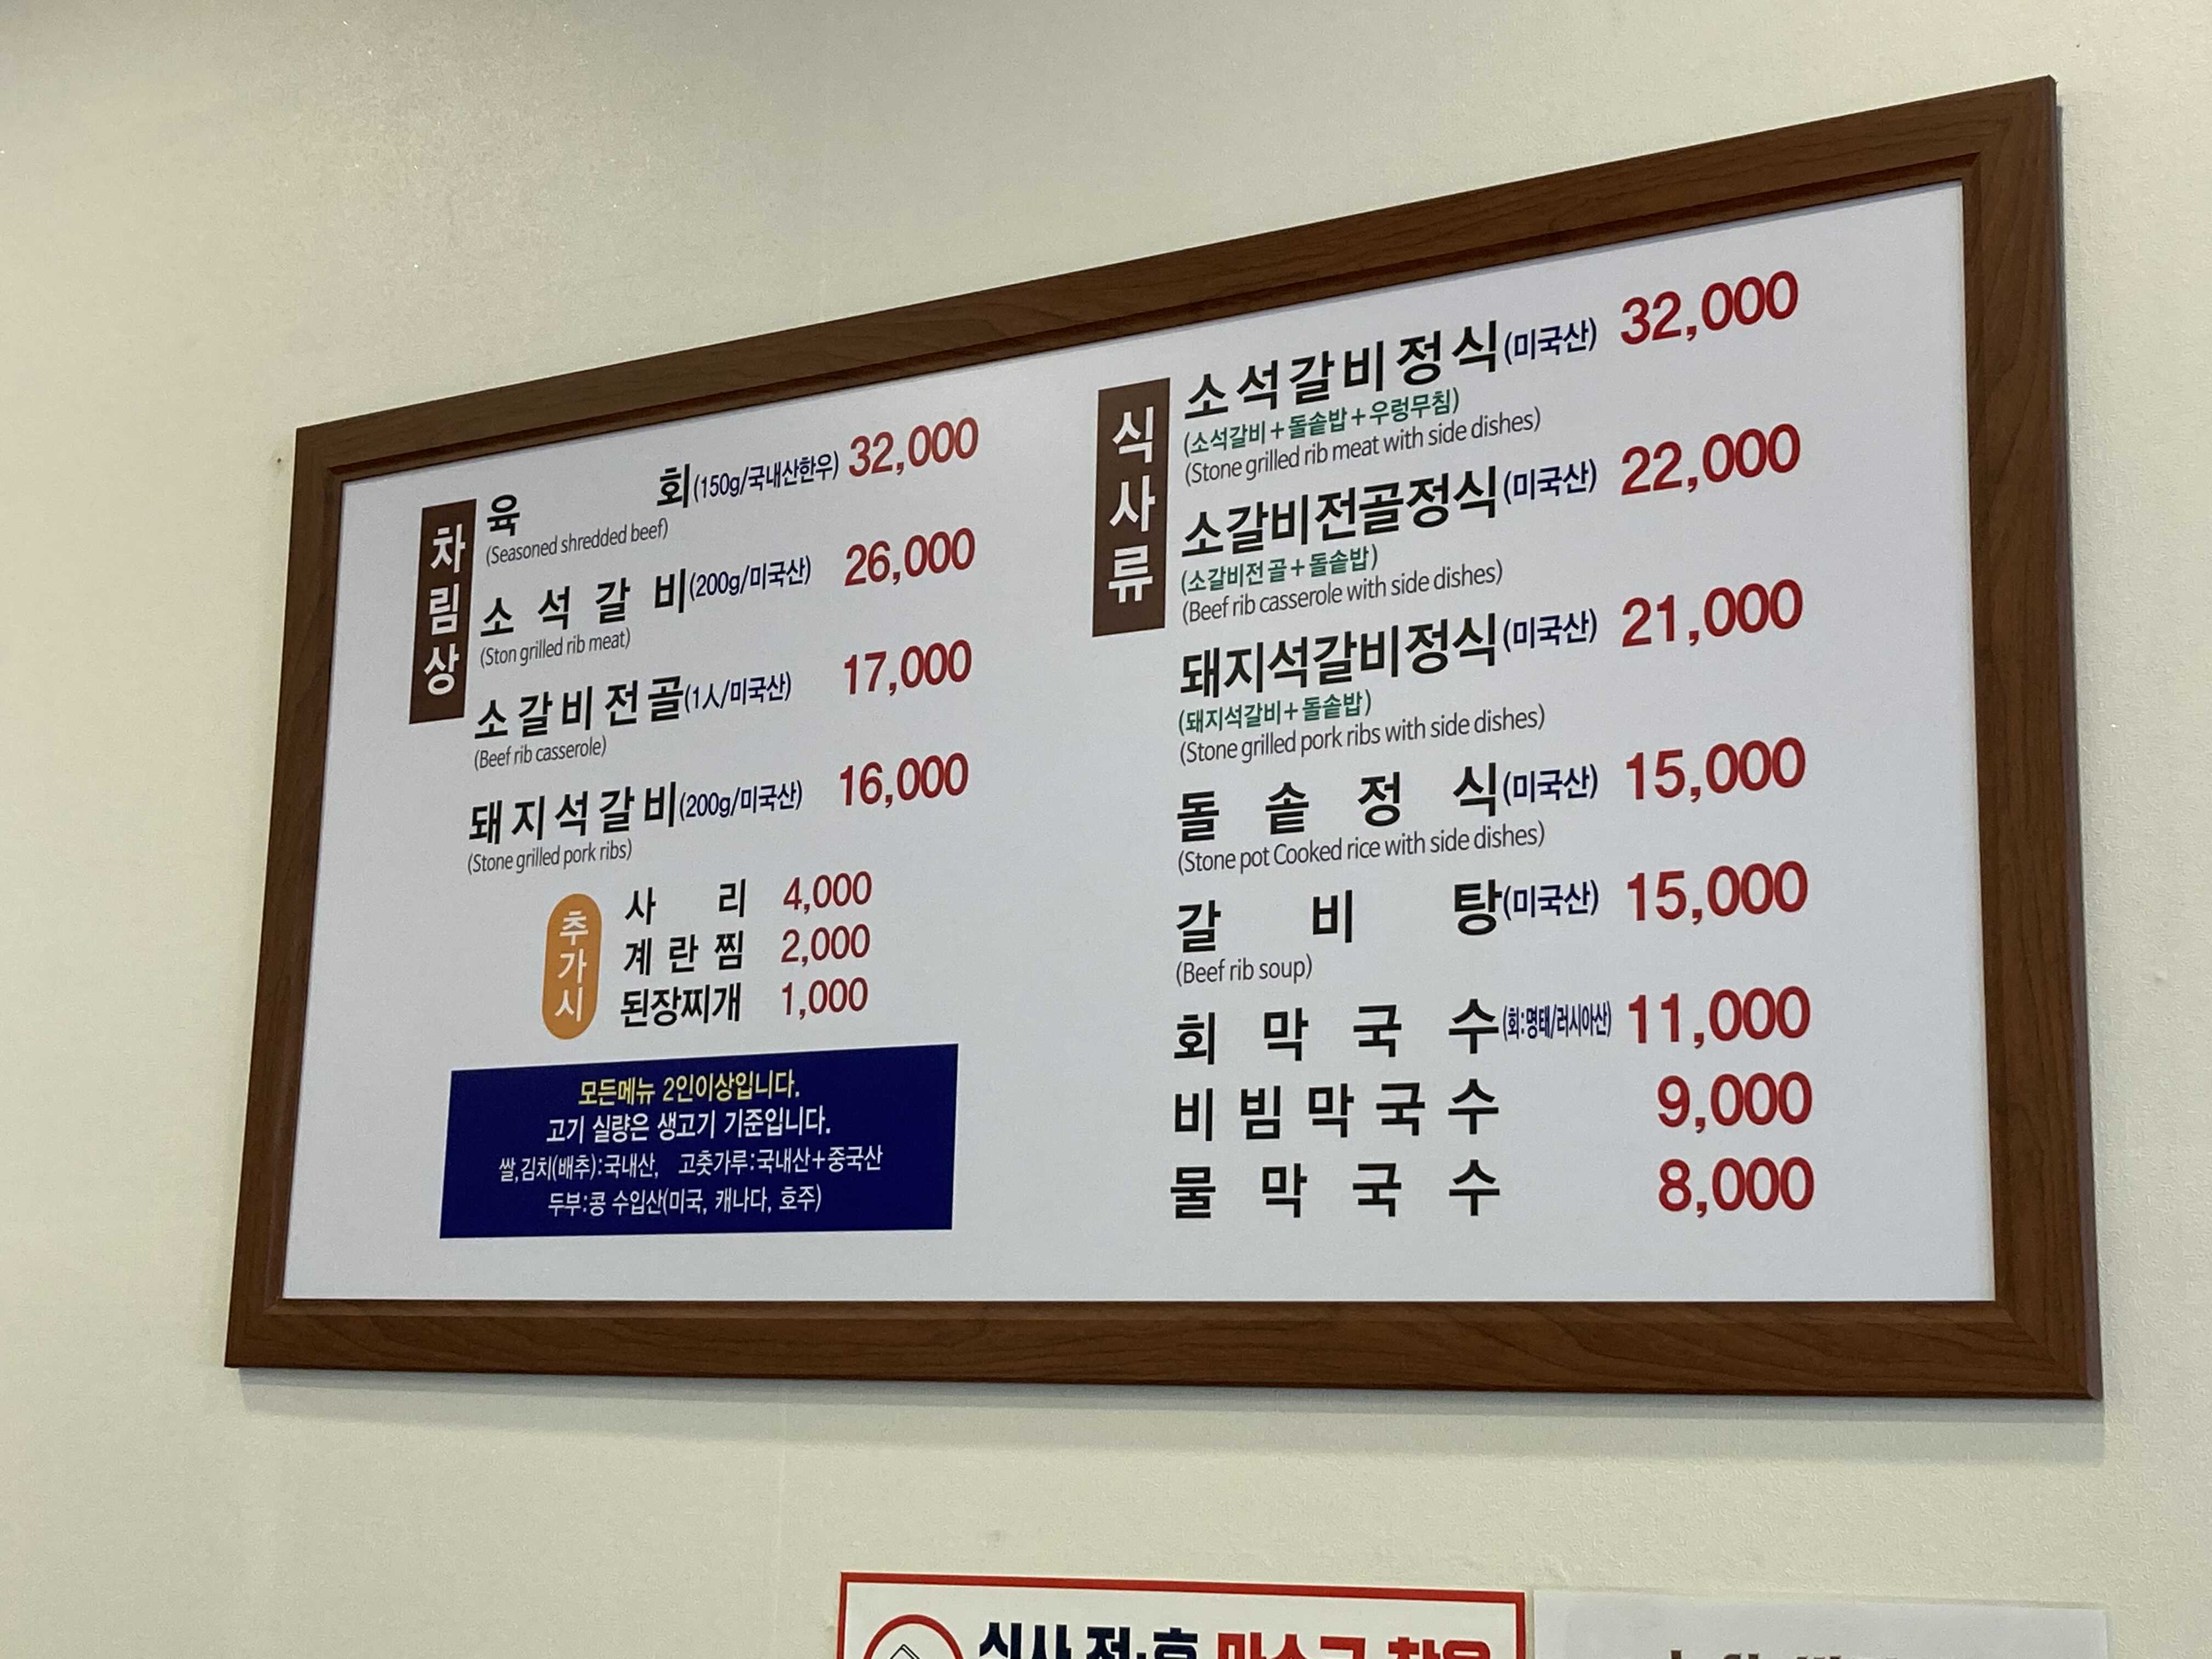 차림상
육 회(150g/국내산한우) 32,000
(Seasoned shredded beef)
소 석 갈 비(200g/미국산) 26,000
(Ston grilled rib meat)
소갈비전골(1人/미국산) 17,000
(Beef rib casserole)
돼지석갈비(200g/미국산) 16,000
(Stone grilled pork ribs)
추가시
사 리 4,000
계 란 찜 2,000
된장찌개 1,000
모든메뉴 2인이상입니다.
고기 실량은 생고기 기준입니다.
쌀,김치(배추):국내산, 고춧가루:국내산+중국산
두부:콩 수입산(미국, 캐나다, 호주)
식사류
소석갈비정식(미국산) 32,000
(소석갈비+돌솥밥+우렁무침)
(Stone grilled rib meat with side dishes)
소갈비전골정식(미국산) 22,000
(소갈비전 골+돌솥밥)
(Beef rib casserole with side dishes)
돼지석갈비정식(미국산) 21,000
(돼지석갈비+돌솥밥)
(Stone grilled pork ribs with side dishes)
돌 솥 정 식(미국산) 15,000
(Stone pot Cooked rice with side dishes)
갈 비 탕(미국산) 15,000
(Beef rib soup)
회 막 국 수(회:명태/러시아산) 11,000
비 빔 막 국 수 9,000
물 막 국 수 8,000
식사 전·후